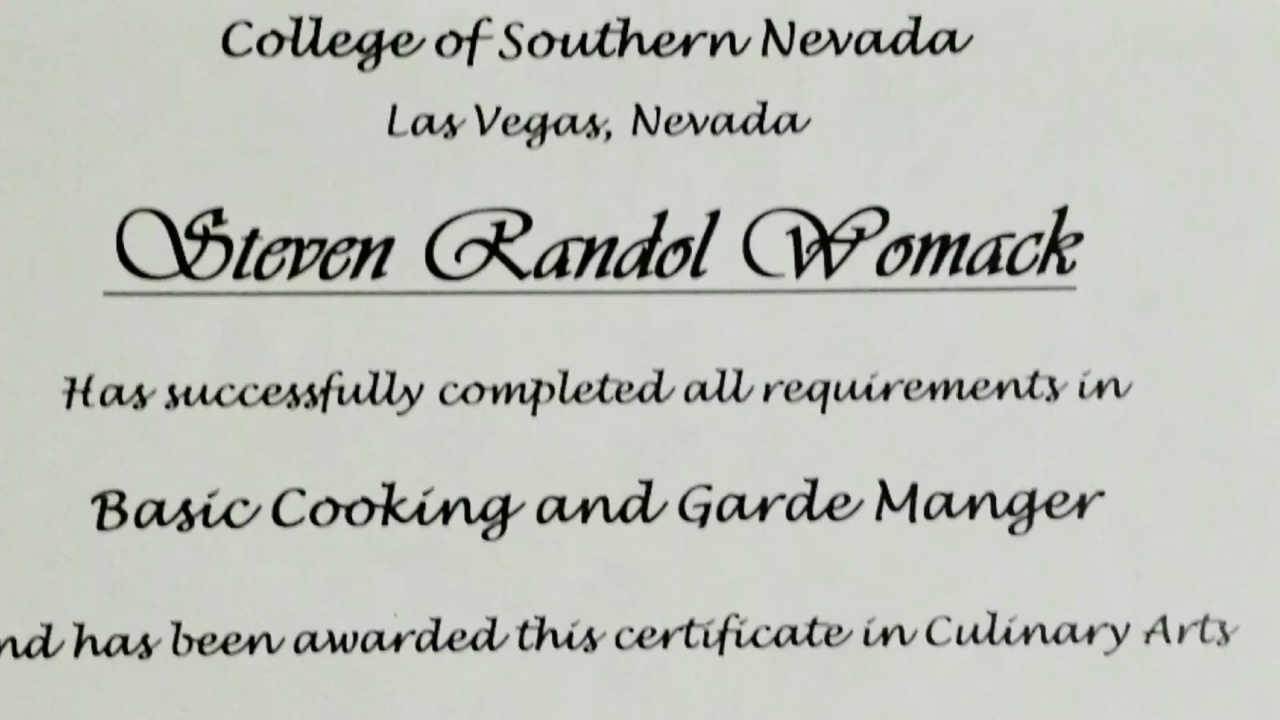 College of Southern Nevada
Las Vegas, Nevada
Steven Randol Womack
Has successfully completed all requirements in
Basic Cooking and Garde Manger
nd has been awarded this certificate in Culinary Arts